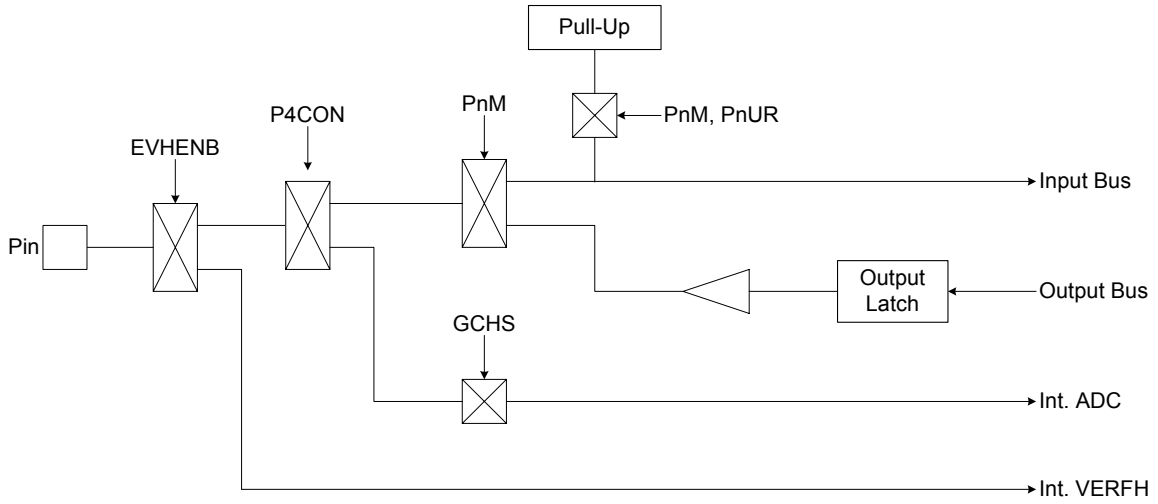 Pull-Up
PnM
P4CON
PnM, PnUR
EVHENB
Input Bus
Pin
Output
Latch
Output Bus
GCHS
Int. ADC
Int. VERFH